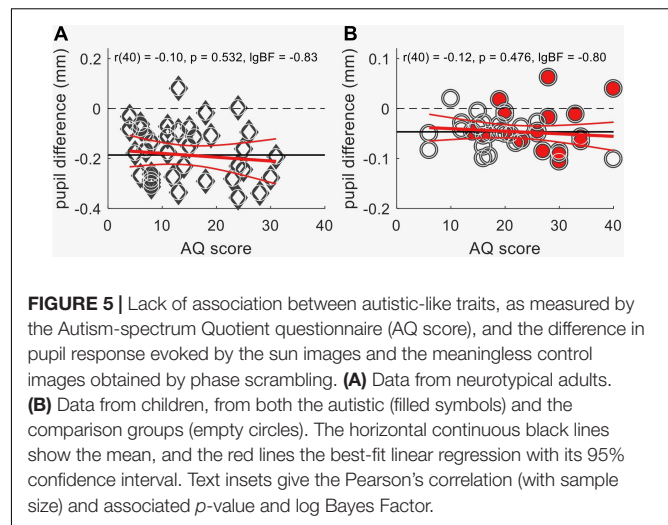 A
r(40) = -0.10, p = 0.532, lgBF = -0.83
pupil difference (mm)
0.2
0
-0.2
-0.4
0 10 20 30 40
AQ score
B
r(40) = -0.12, p = 0.476, lgBF = -0.80
pupil difference (mm)
0.1
0
-0.1
-0.2
0 10 20 30 40
AQ score
FIGURE 5 | Lack of association between autistic-like traits, as measured by
the Autism-spectrum Quotient questionnaire (AQ score), and the difference in
pupil response evoked by the sun images and the meaningless control
images obtained by phase scrambling. (A) Data from neurotypical adults.
(B) Data from children, from both the autistic (filled symbols) and the
comparison groups (empty circles). The horizontal continuous black lines
show the mean, and the red lines the best-fit linear regression with its 95%
confidence interval. Text insets give the Pearson's correlation (with sample
size) and associated p-value and log Bayes Factor.